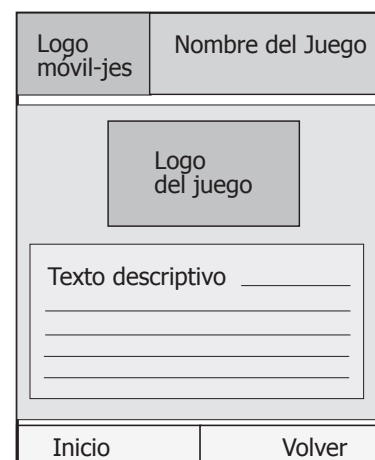 Logo
móvil-jes
Nombre del Juego
Logo
del juego
Texto descriptivo
Inicio
Volver